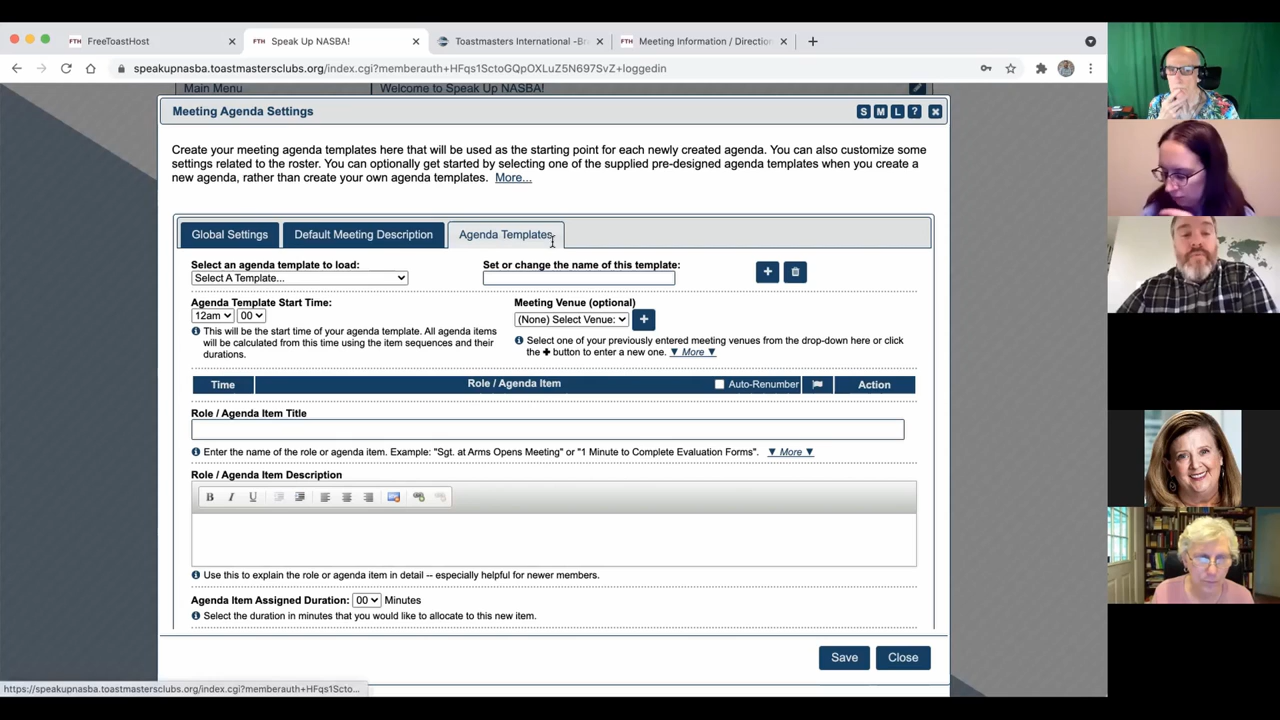 FTH FreeToastHost
FTH Speak Up NASBA!
Toastmasters International -Br
FTH Meeting Information / Direction
speakupnasba.toastmastersclubs.org/index.cgi?memberauth+HFqs1SctoGQpOXLuZ5N697SvZ+loggedin
Main Menu
Welcome to Speak Up NASBA!
Meeting Agenda Settings
S M L ?
Create your meeting agenda templates here that will be used as the starting point for each newly created agenda. You can also customize some
settings related to the roster. You can optionally get started by selecting one of the supplied pre-designed agenda templates when you create a
new agenda, rather than create your own agenda templates. More...
Global Settings
Default Meeting Description
Agenda Templates
Select an agenda template to load:
Set or change the name of this template:
Select A Template...
Agenda Template Start Time:
Meeting Venue (optional)
12am 00
(None) Select Venue:
This will be the start time of your agenda template. All agenda items
will be calculated from this time using the item sequences and their
durations.
Select one of your previously entered meeting venues from the drop-down here or click
the + button to enter a new one. ▼ More ▼
Time
Role / Agenda Item
Auto-Renumber
Action
Role / Agenda Item Title
Enter the name of the role or agenda item. Example: "Sgt. at Arms Opens Meeting" or "1 Minute to Complete Evaluation Forms". ▼ More ▼
Role / Agenda Item Description
B I U
Use this to explain the role or agenda item in detail -- especially helpful for newer members.
Agenda Item Assigned Duration: 00 Minutes
Select the duration in minutes that you would like to allocate to this new item.
Save
Close
https://speakupnasba.toastmastersclubs.org/index.cgi?memberauth+HFqs1Scto...